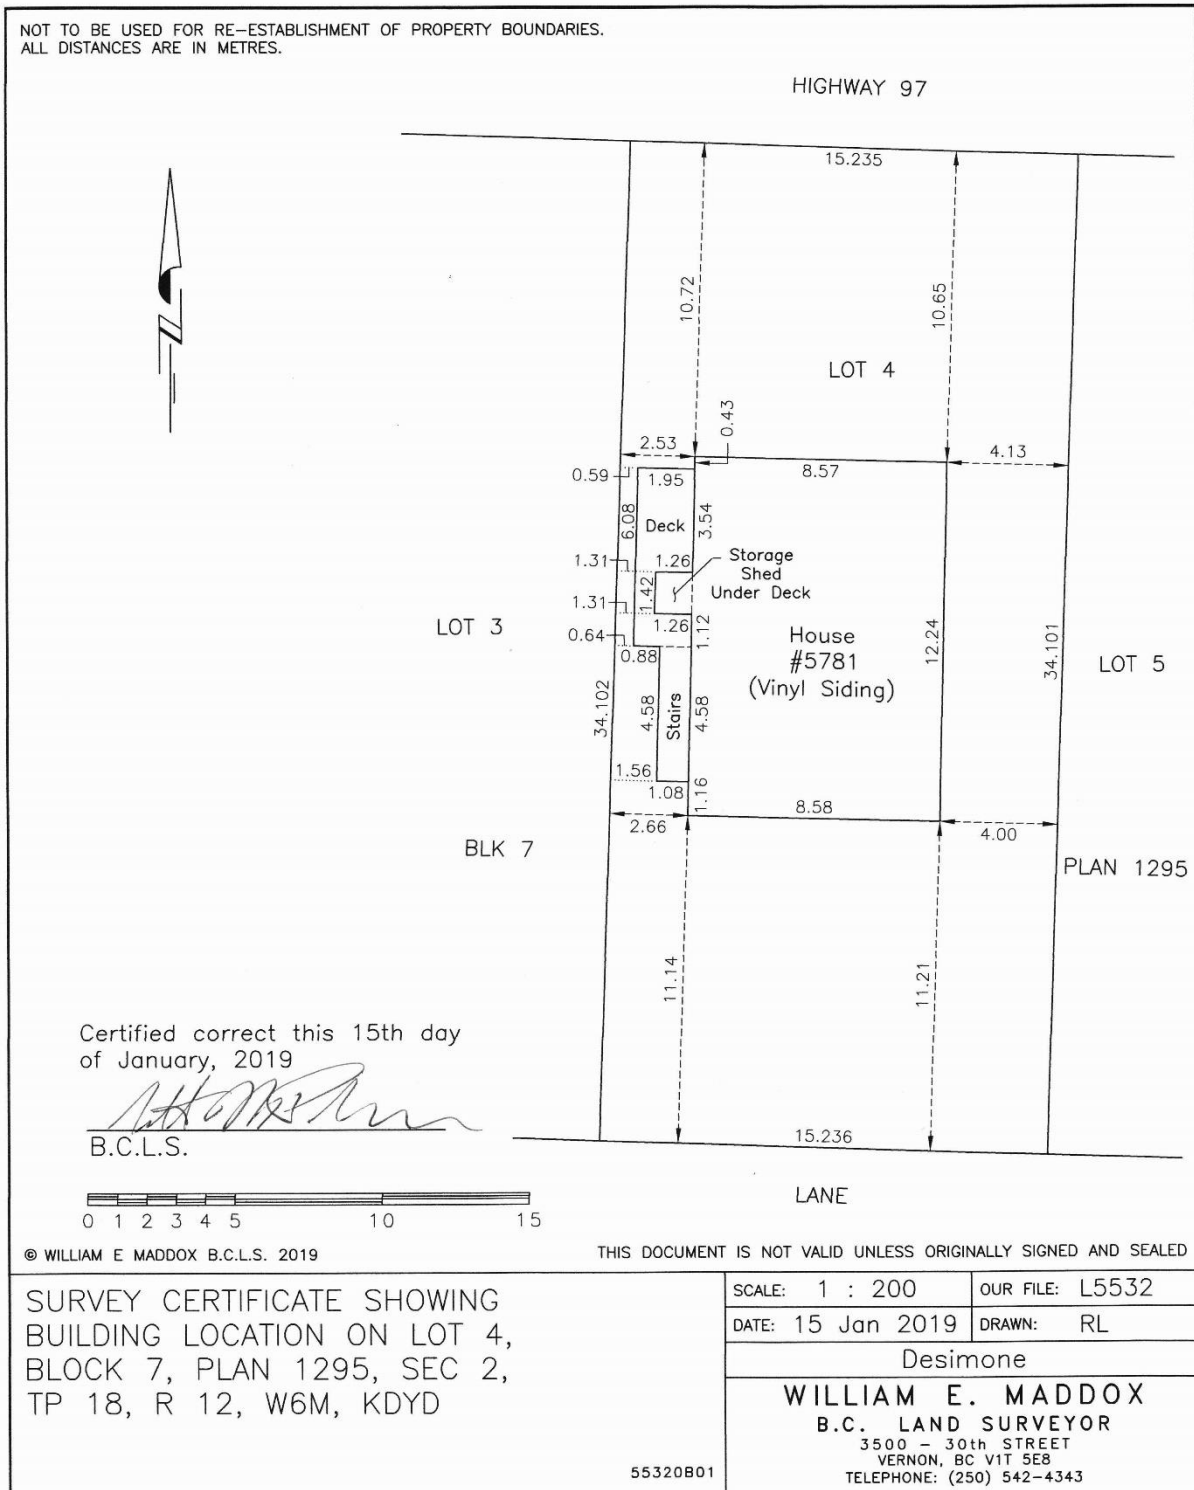 NOT TO BE USED FOR RE-ESTABLISHMENT OF PROPERTY BOUNDARIES.
ALL DISTANCES ARE IN METRES.
HIGHWAY 97
15.235
10.72
10.65
LOT 4
0.43
2.53
4.13
0.59
1.95
8.57
6.08
Deck
3.54
1.31
1.26
Storage
Shed
Under Deck
1.42
1.31
1.26
1.12
LOT 3
0.64
0.88
House
#5781
(Vinyl Siding)
12.24
34.101
LOT 5
34.102
4.58
Stairs
4.58
1.56
1.08
1.16
8.58
2.66
4.00
BLK 7
PLAN 1295
11.14
11.21
Certified correct this 15th day
of January, 2019
B.C.L.S.
15.236
LANE
0 1 2 3 4 5 10 15
© WILLIAM E MADDOX B.C.L.S. 2019
THIS DOCUMENT IS NOT VALID UNLESS ORIGINALLY SIGNED AND SEALED
SURVEY CERTIFICATE SHOWING
BUILDING LOCATION ON LOT 4,
BLOCK 7, PLAN 1295, SEC 2,
TP 18, R 12, W6M, KDYD
55320B01
SCALE: 1 : 200
OUR FILE: L5532
DATE: 15 Jan 2019
DRAWN: RL
Desimone
WILLIAM E. MADDOX
B.C. LAND SURVEYOR
3500 - 30th STREET
VERNON, BC V1T 5E8
TELEPHONE: (250) 542-4343